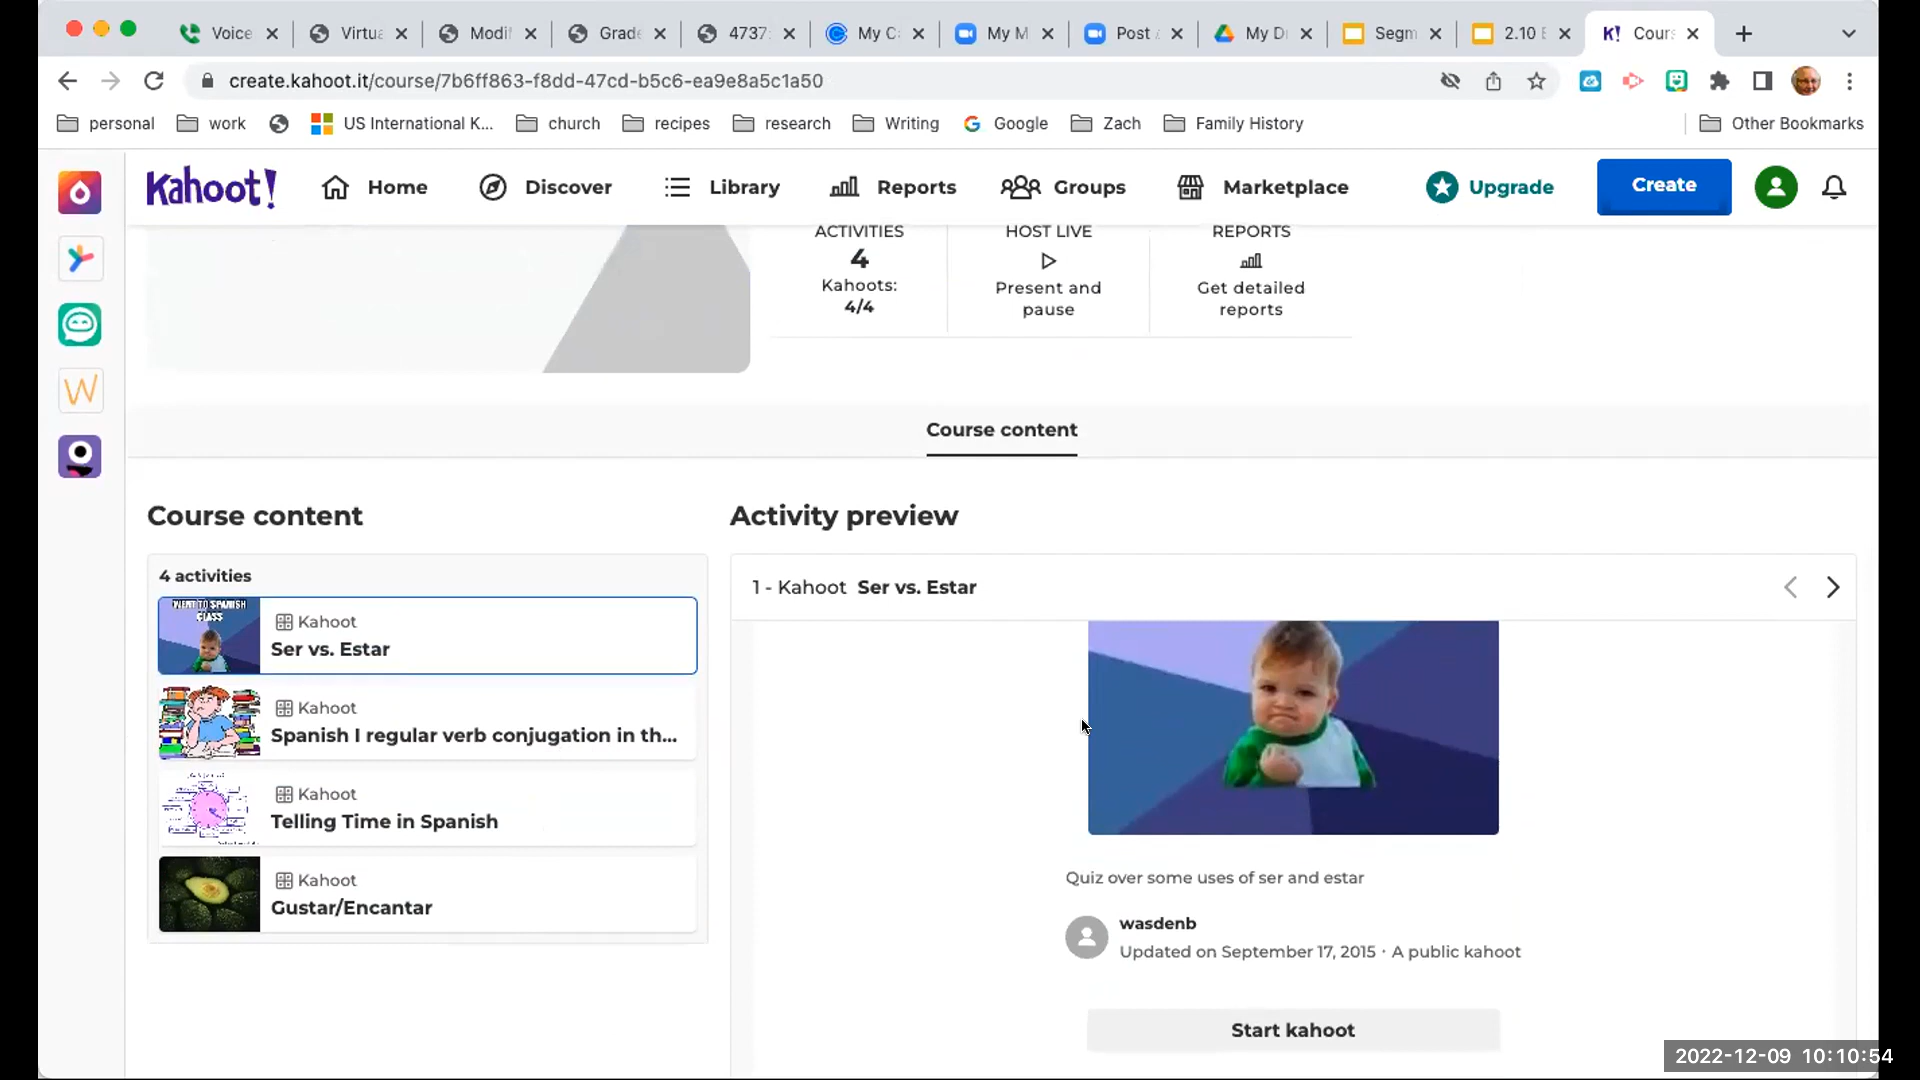 Voice
Virtua
Modif
Grade
4737
My C
My M
Post
My D
Segm
2.10
K! Cours
create.kahoot.it/course/7b6ff863-f8dd-47cd-b5c6-ea9e8a5c1a50
personal work US International K... church recipes research Writing Google Zach Family History Other Bookmarks
Kahoot! Home Discover Library Reports Groups Marketplace Upgrade Create
ACTIVITIES
4
Kahoots:
4/4
HOST LIVE
Present and
pause
REPORTS
Get detailed
reports
Course content
Course content
4 activities
WENT TO SPANISH
CLASS
Kahoot
Ser vs. Estar
Kahoot
Spanish I regular verb conjugation in th...
Kahoot
Telling Time in Spanish
Kahoot
Gustar/Encantar
Activity preview
1 - Kahoot Ser vs. Estar
Quiz over some uses of ser and estar
wasdenb
Updated on September 17, 2015 · A public kahoot
Start kahoot
2022-12-09 10:10:54